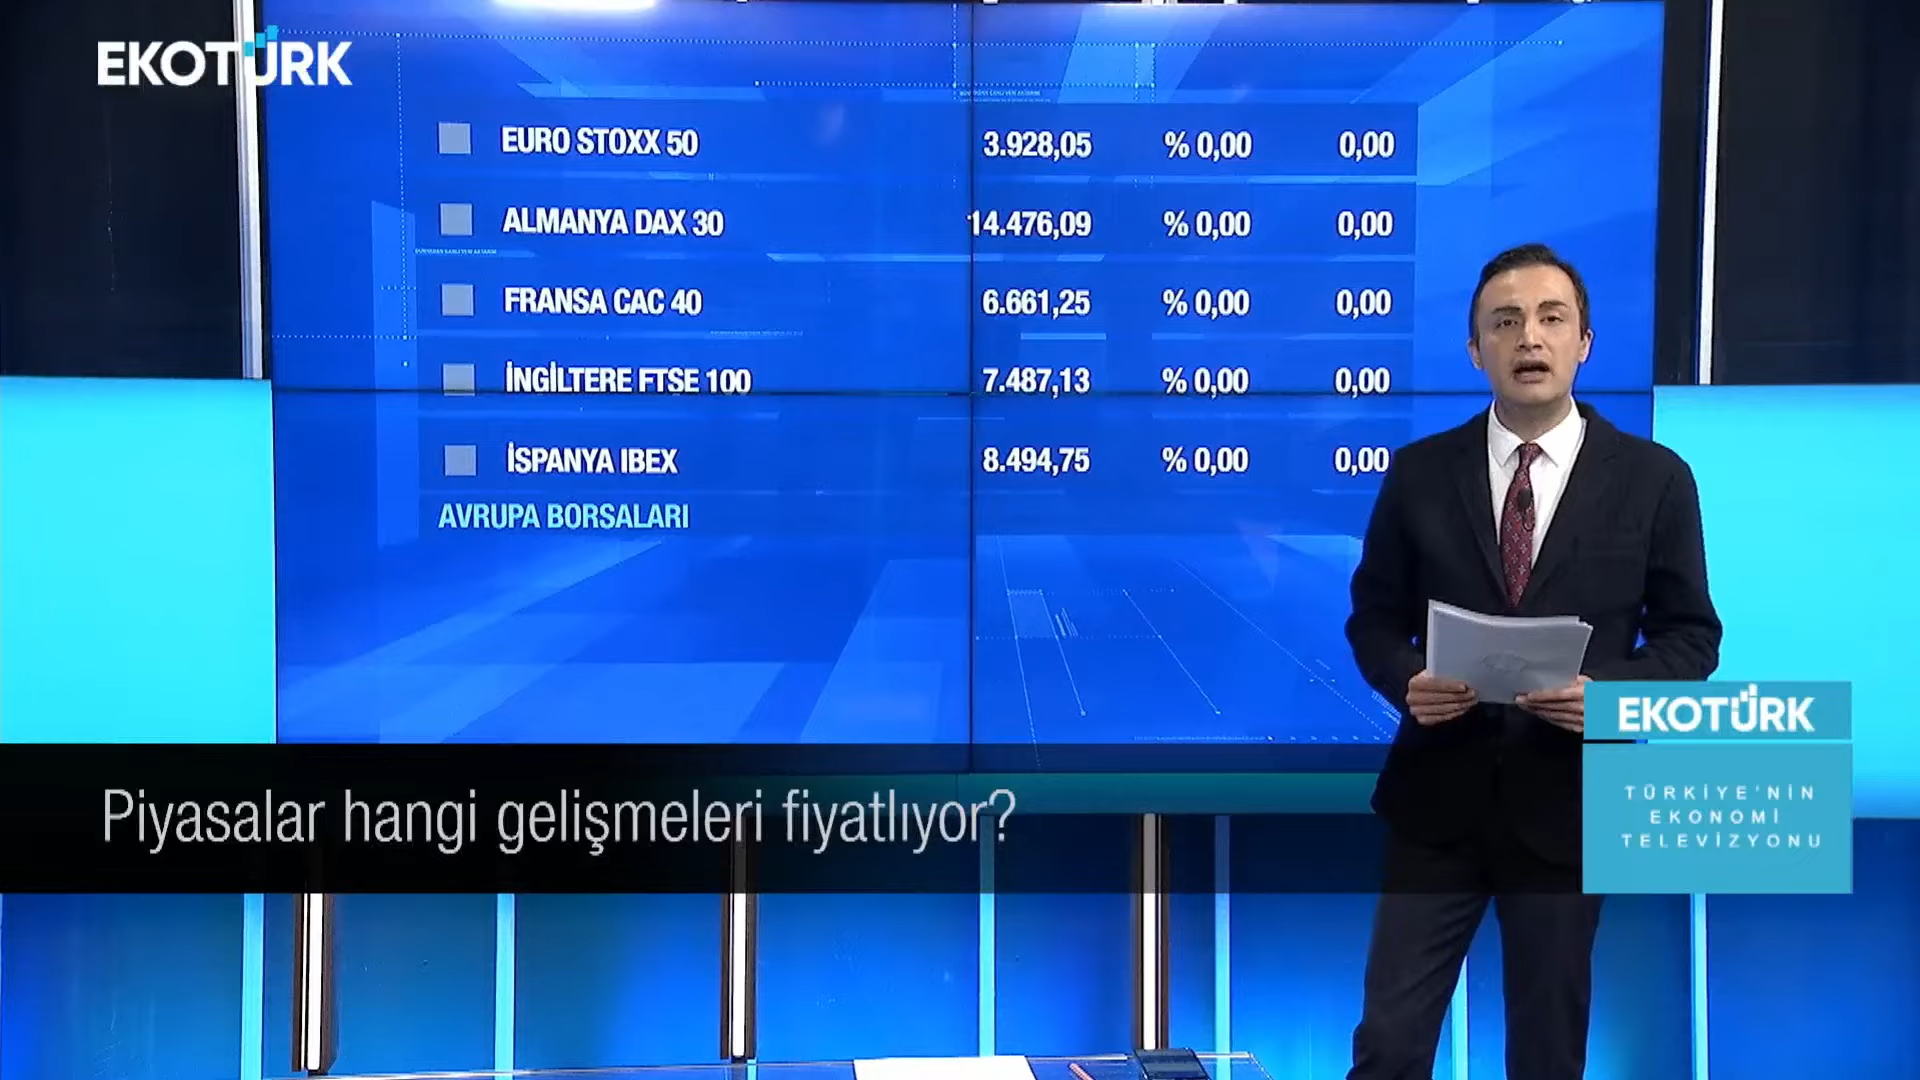 EKOTÜRK
EURO STOXX 50 3.928,05 % 0,00 0,00
ALMANYA DAX 30 14.476,09 % 0,00 0,00
FRANSA CAC 40 6.661,25 % 0,00 0,00
İNGİLTERE FTSE 100 7.487,13 % 0,00 0,00
İSPANYA IBEX 8.494,75 % 0,00 0,00
AVRUPA BORSALARI
EKOTÜRK
Piyasalar hangi gelişmeleri fiyatlıyor?
TÜRKİYE'NİN
EKONOMİ
TELEVİZYONU